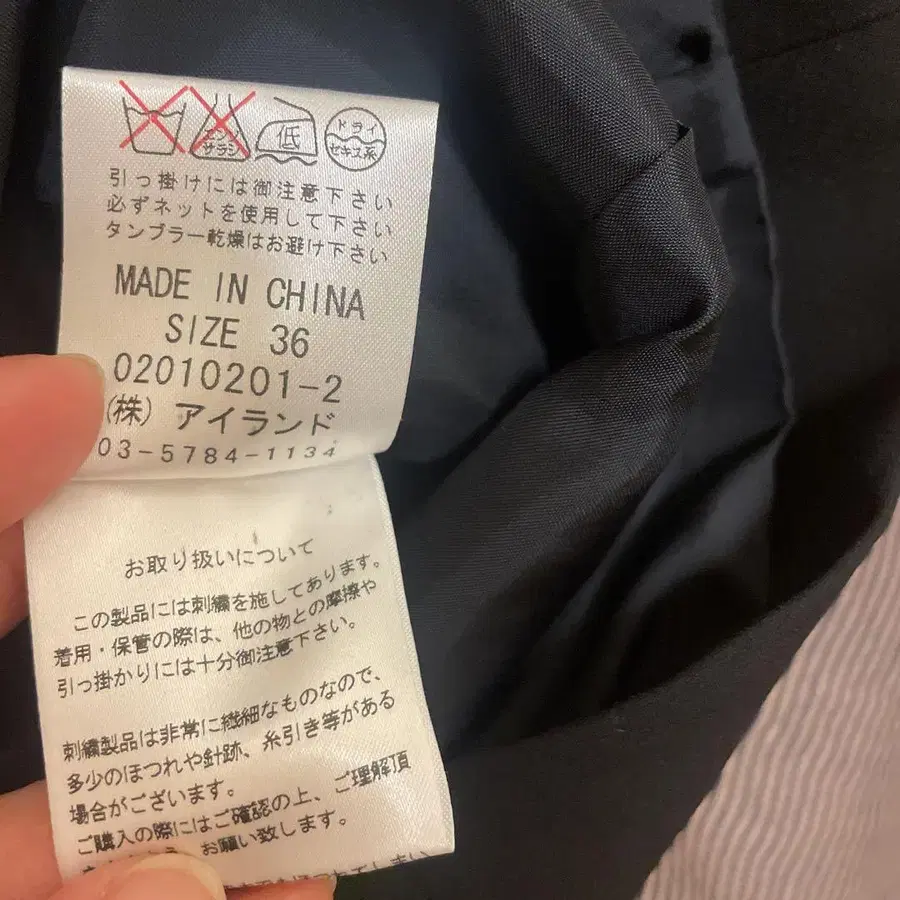 エンソ
サラシ
低
ドライ
セキユ系
引っ掛けには御注意下さい
必ずネットを使用して下さい
タンブラー乾燥はお避け下さい
MADE IN CHINA
SIZE 36
02010201-2
(株) アイランド
03-5784-1134
お取り扱いについて
この製品には刺繍を施してあります。
着用・保管の際は、他の物との摩擦や
引っ掛かりには十分御注意下さい。
刺繍製品は非常に繊細なものなので、
多少のほつれや針跡、糸引き等がある
場合がございます。
ご購入の際にはご確認の上、ご理解頂
お願い致します。